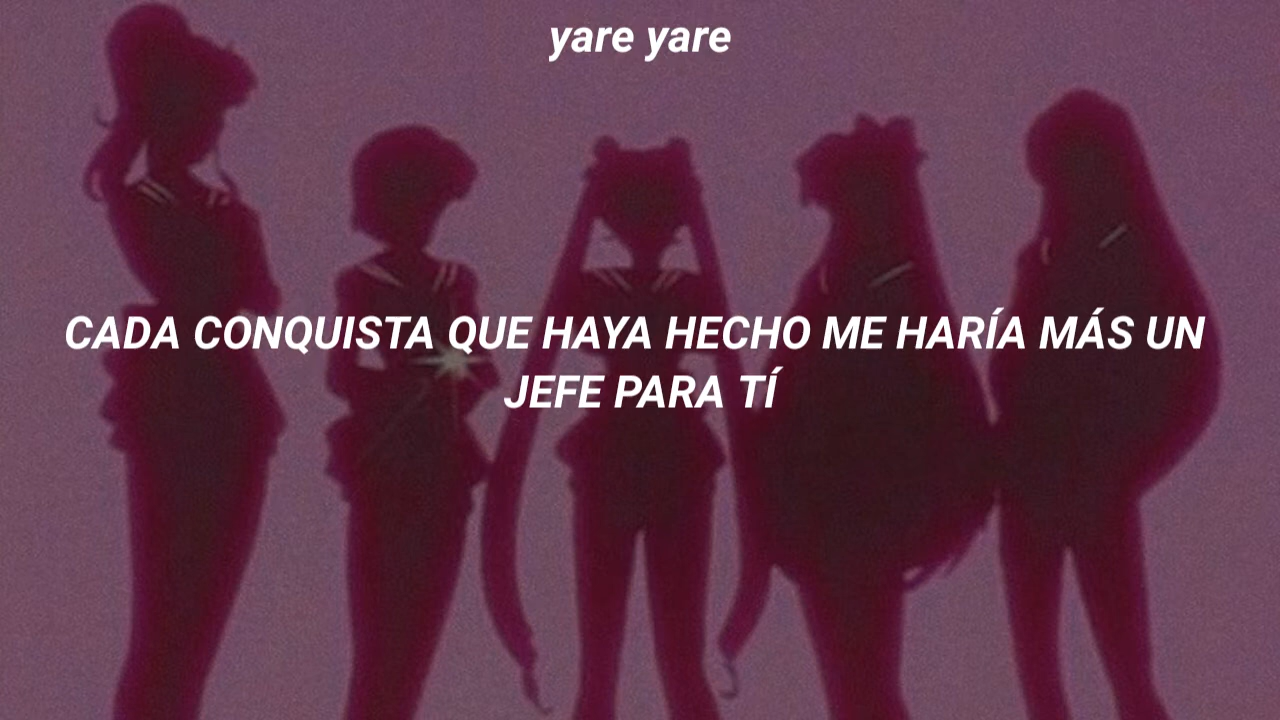 yare yare
CADA CONQUISTA QUE HAYA HECHO ME HARÍA MÁS UN
JEFE PARA TÍ